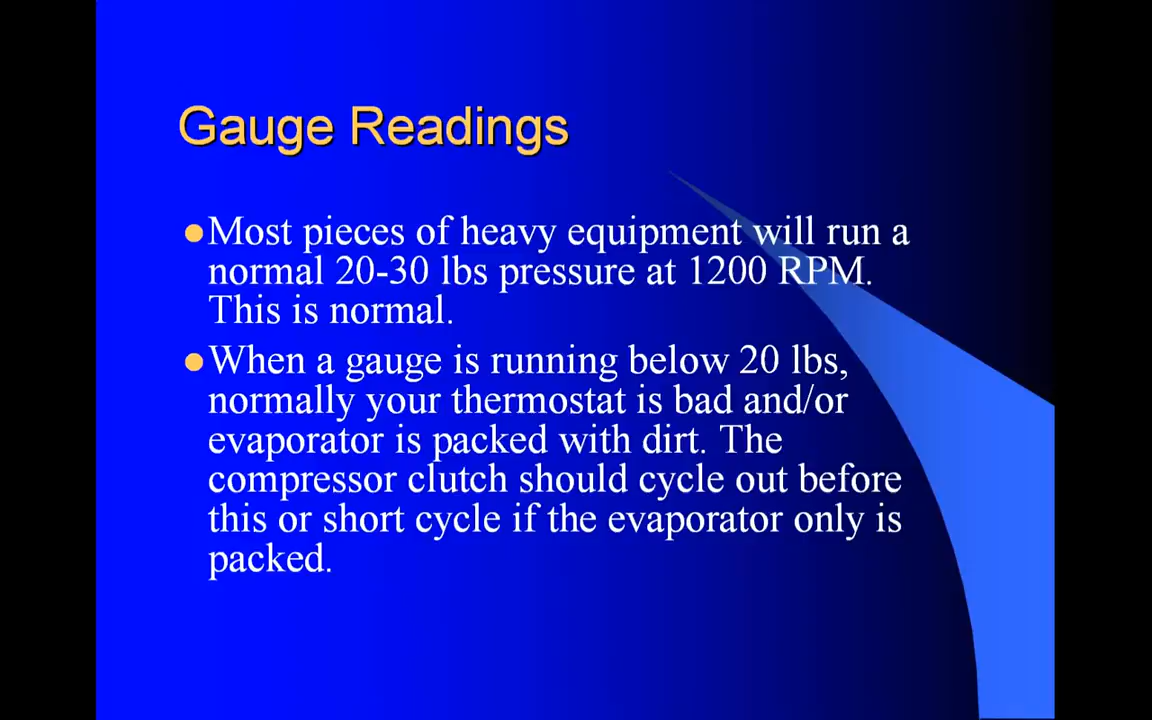 Gauge Readings
Most pieces of heavy equipment will run a
normal 20-30 lbs pressure at 1200 RPM.
This is normal.
When a gauge is running below 20 lbs,
normally your thermostat is bad and/or
evaporator is packed with dirt. The
compressor clutch should cycle out before
this or short cycle if the evaporator only is
packed.